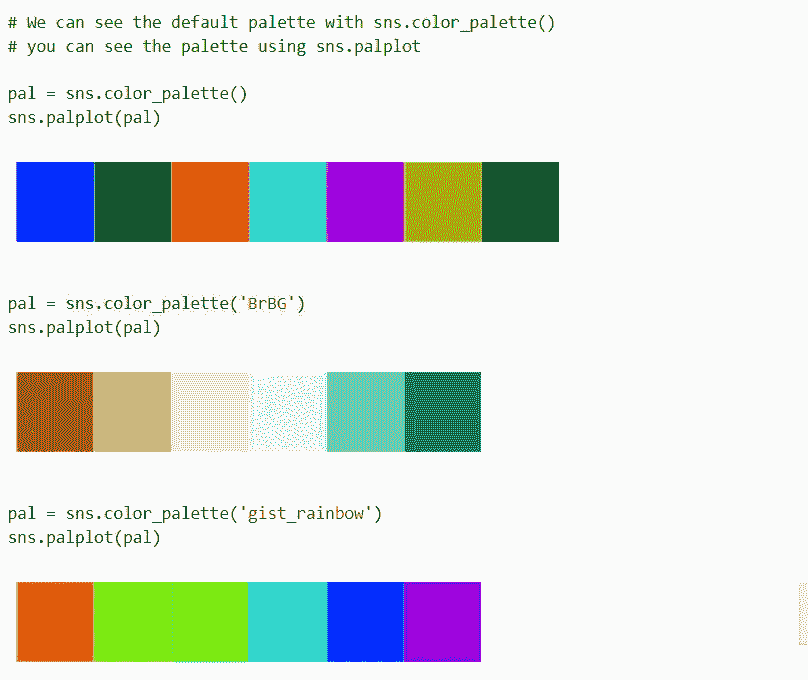 # We can see the default palette with sns.color_palette()
# you can see the palette using sns.palplot
pal = sns.color_palette()
sns.palplot(pal)
pal = sns.color_palette('BrBG')
sns.palplot(pal)
pal = sns.color_palette('gist_rainbow')
sns.palplot(pal)